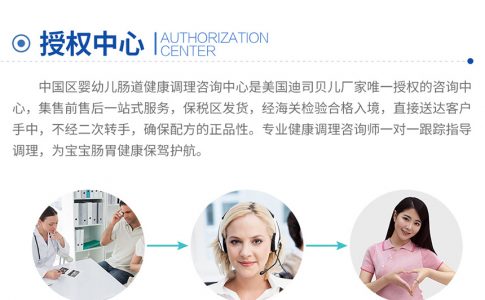 授权中心
AUTHORIZATION
CENTER
中国区婴幼儿肠道健康调理咨询中心是美国迪司贝儿厂家唯一授权的咨询中
心，集售前售后一站式服务，保税区发货，经海关检验合格入境，直接送达客户
手中，不经二次转手，确保配方的正品性。专业健康调理咨询师一对一跟踪指导
调理，为宝宝肠胃健康保驾护航。